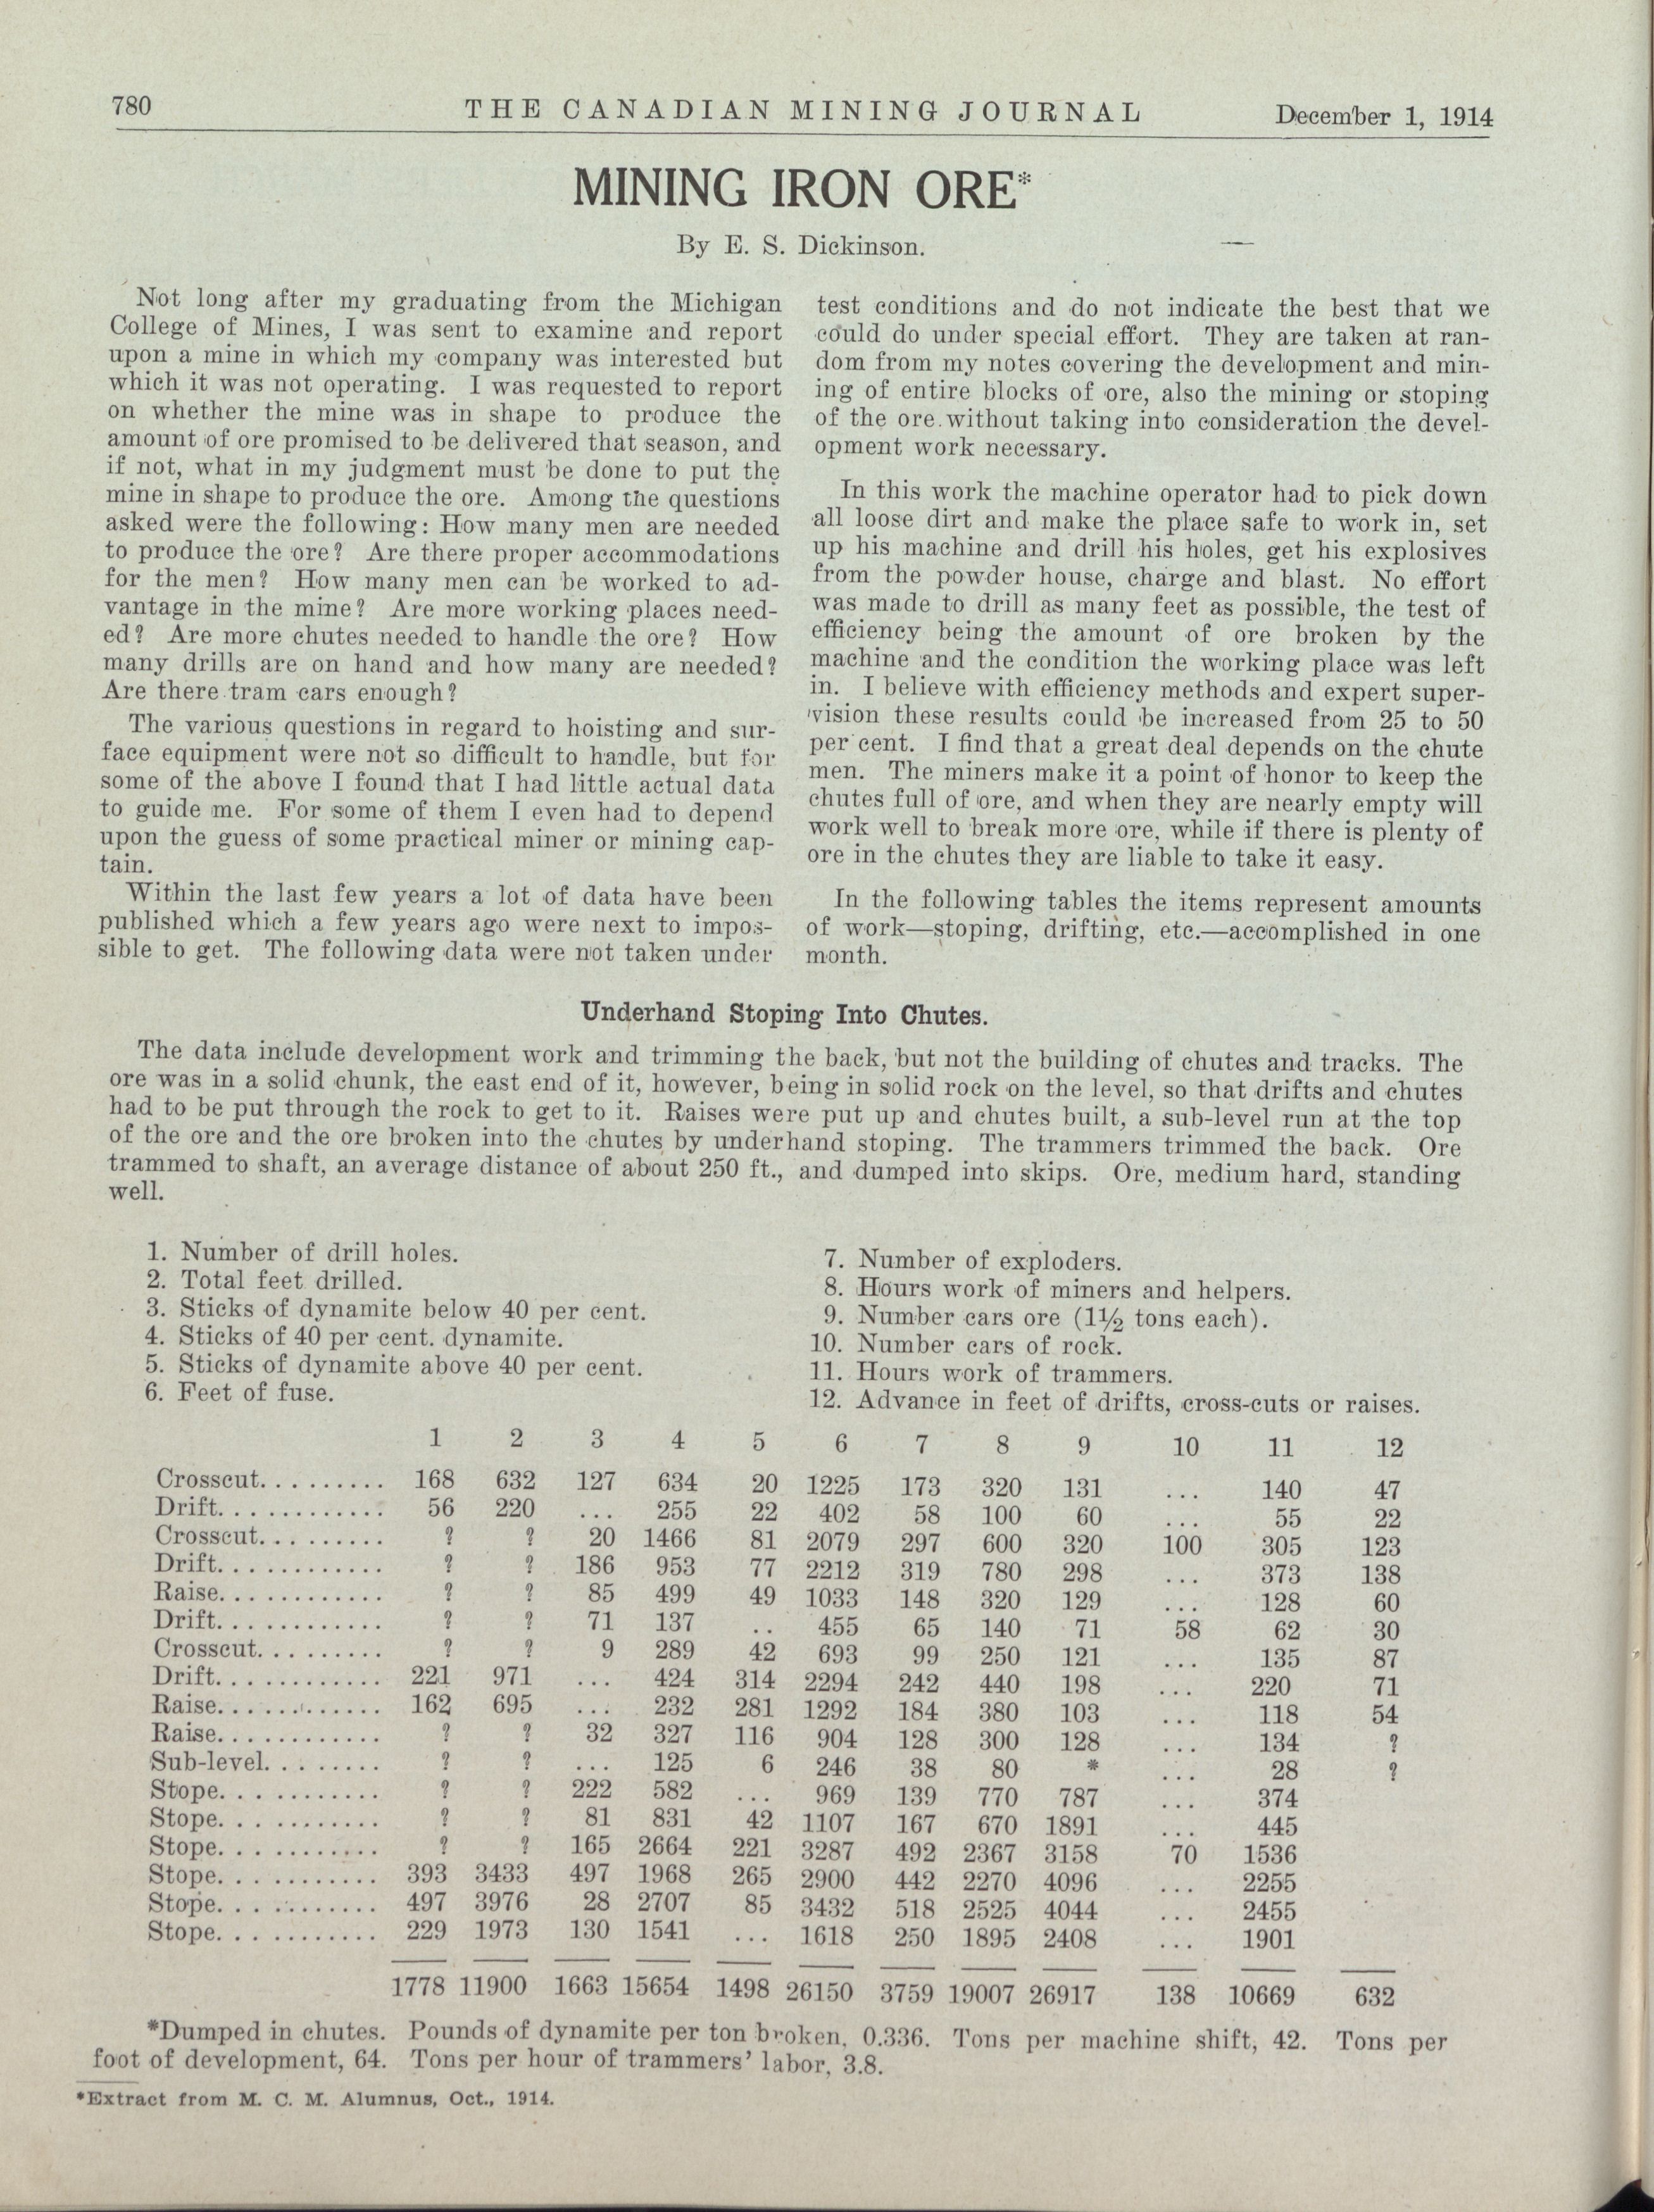 780
THE CANADIAN MINING JOURNAL
December 1, 1914
MINING IRON ORE*
By E. S. Dickinson.
Not long after my graduating from the Michigan
College of Mines, I was sent to examine and report
upon a mine in which my company was interested but
which it was not operating. I was requested to report
on whether the mine was in shape to produce the
amount of ore promised to be delivered that season, and
if not, what in my judgment must be done to put the
mine in shape to produce the ore. Among the questions
asked were the following: How many men are needed
to produce the ore? Are there proper accommodations
for the men? How many men can be worked to ad-
vantage in the mine? Are more working places need-
ed? Are more chutes needed to handle the ore? How
many drills are on hand and how many are needed?
Are there tram cars enough?
The various questions in regard to hoisting and sur-
face equipment were not so difficult to handle, but for
some of the above I found that I had little actual data
to guide me. For some of them I even had to depend
upon the guess of some practical miner or mining cap-
tain.
Within the last few years a lot of data have been
published which a few years ago were next to impos-
sible to get. The following data were not taken under
test conditions and do not indicate the best that we
could do under special effort. They are taken at ran-
dom from my notes covering the development and min-
ing of entire blocks of ore, also the mining or stoping
of the ore without taking into consideration the devel-
opment work necessary.
In this work the machine operator had to pick down
all loose dirt and make the place safe to work in, set
up his machine and drill his holes, get his explosives
from the powder house, charge and blast. No effort
was made to drill as many feet as possible, the test of
efficiency being the amount of ore broken by the
machine and the condition the working place was left
in. I believe with efficiency methods and expert super-
vision these results could be increased from 25 to 50
per cent. I find that a great deal depends on the chute
men. The miners make it a point of honor to keep the
chutes full of ore, and when they are nearly empty will
work well to break more ore, while if there is plenty of
ore in the chutes they are liable to take it easy.
In the following tables the items represent amounts
of work—stoping, drifting, etc.—accomplished in one
month.
Underhand Stoping Into Chutes.
The data include development work and trimming the back, but not the building of chutes and tracks. The
ore was in a solid chunk, the east end of it, however, being in solid rock on the level, so that drifts and chutes
had to be put through the rock to get to it. Raises were put up and chutes built, a sub-level run at the top
of the ore and the ore broken into the chutes by underhand stoping. The trammers trimmed the back. Ore
trammed to shaft, an average distance of about 250 ft., and dumped into skips. Ore, medium hard, standing
well.
1. Number of drill holes.
2. Total feet drilled.
3. Sticks of dynamite below 40 per cent.
4. Sticks of 40 per cent. dynamite.
5. Sticks of dynamite above 40 per cent.
6. Feet of fuse.
7. Number of exploders.
8. Hours work of miners and helpers.
9. Number cars ore (1½ tons each).
10. Number cars of rock.
11. Hours work of trammers.
12. Advance in feet of drifts, cross-cuts or raises.
1 2 3 4 5 6 7 8 9 10 11 12
Crosscut. . . . . . . . . . 168 632 127 634 20 1225 173 320 131 ... 140 47
Drift. . . . . . . . . . . . . 56 220 ... 255 22 402 58 100 60 ... 55 22
Crosscut. . . . . . . . . . ? ? 20 1466 81 2079 297 600 320 100 305 123
Drift. . . . . . . . . . . . . ? ? 186 953 77 2212 319 780 298 ... 373 138
Raise. . . . . . . . . . . . . ? ? 85 499 49 1033 148 320 129 ... 128 60
Drift. . . . . . . . . . . . . ? ? 71 137 .. 455 65 140 71 58 62 30
Crosscut. . . . . . . . . . ? ? 9 289 42 693 99 250 121 ... 135 87
Drift. . . . . . . . . . . . . 221 971 ... 424 314 2294 242 440 198 ... 220 71
Raise. . . . . . . . . . . . . 162 695 ... 232 281 1292 184 380 103 ... 118 54
Raise. . . . . . . . . . . . . ? ? 32 327 116 904 128 300 128 ... 134 ?
Sub-level. . . . . . . . . ? ? ... 125 6 246 38 80 * ... 28 ?
Stope. . . . . . . . . . . . ? ? 222 582 ... 969 139 770 787 ... 374
Stope. . . . . . . . . . . . ? ? 81 831 42 1107 167 670 1891 ... 445
Stope. . . . . . . . . . . . ? ? 165 2664 221 3287 492 2367 3158 70 1536
Stope. . . . . . . . . . . . 393 3433 497 1968 265 2900 442 2270 4096 ... 2255
Stope. . . . . . . . . . . . 497 3976 28 2707 85 3432 518 2525 4044 ... 2455
Stope. . . . . . . . . . . . 229 1973 130 1541 ... 1618 250 1895 2408 ... 1901
1778 11900 1663 15654 1498 26150 3759 19007 26917 138 10669 632
*Dumped in chutes. Pounds of dynamite per ton broken, 0.336. Tons per machine shift, 42. Tons per
foot of development, 64. Tons per hour of trammers' labor, 3.8.
*Extract from M. C. M. Alumnus, Oct., 1914.